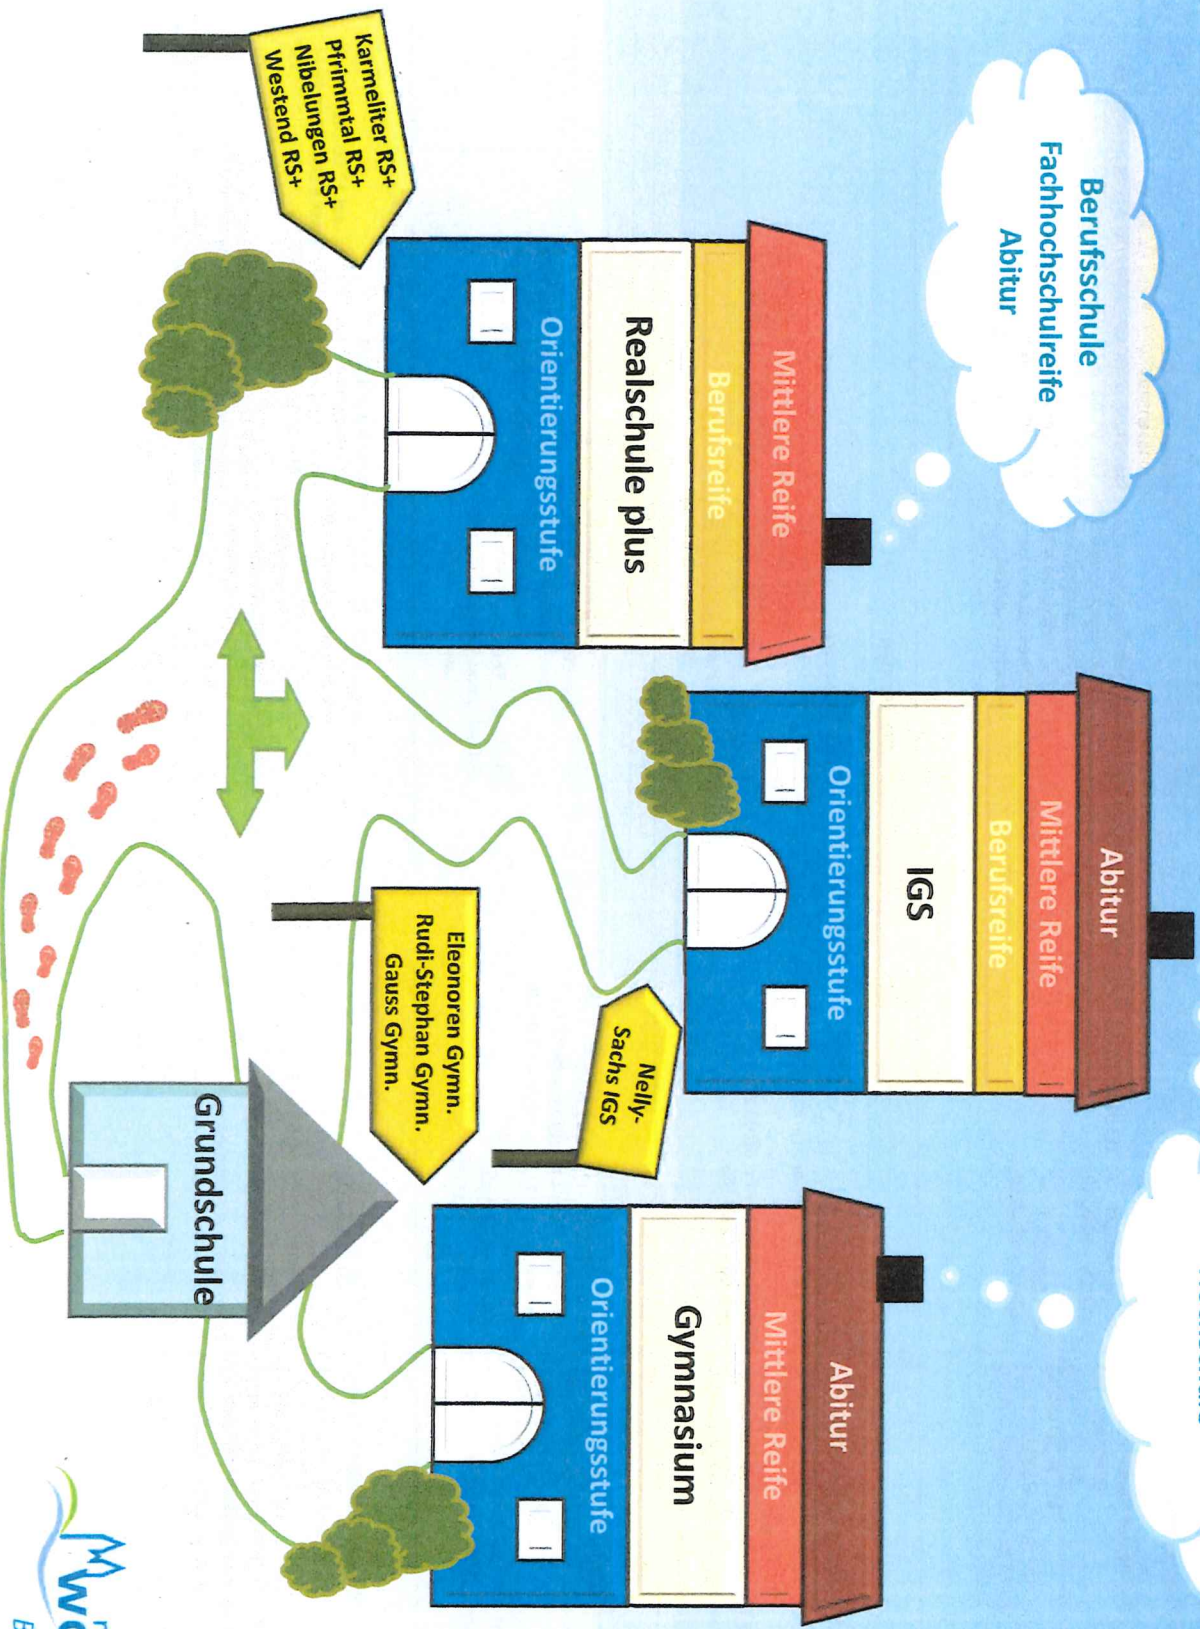 Berufsschule
Fachhochschulreife
Abitur
Karmeliter RS+
Pfrimmtal RS+
Nibelungen RS+
Westend RS+
Mittlere Reife
Berufsreife
Realschule plus
Orientierungsstufe
Abitur
Mittlere Reife
Berufsreife
IGS
Orientierungsstufe
Nelly-
Sachs IGS
Eleonoren Gymn.
Rudi-Stephan Gymn.
Gauss Gymn.
Abitur
Mittlere Reife
Gymnasium
Orientierungsstufe
Grundschule